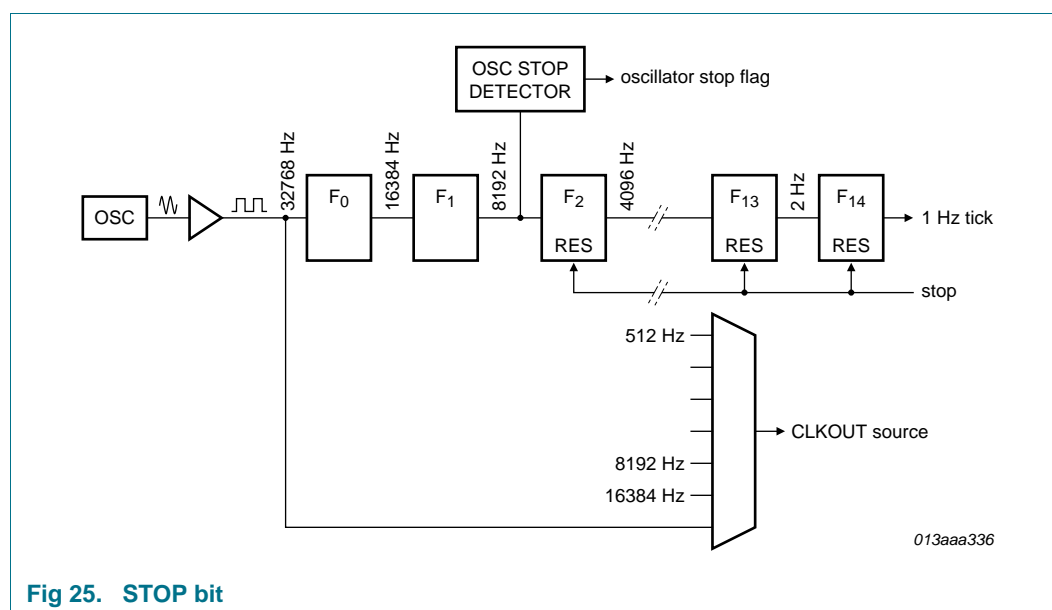 OSC STOP
DETECTOR
oscillator stop flag
32768 Hz
16384 Hz
8192 Hz
4096 Hz
2 Hz
OSC
F0
F1
F2
RES
F13
RES
F14
RES
1 Hz tick
stop
512 Hz
CLKOUT source
8192 Hz
16384 Hz
013aaa336
Fig 25. STOP bit